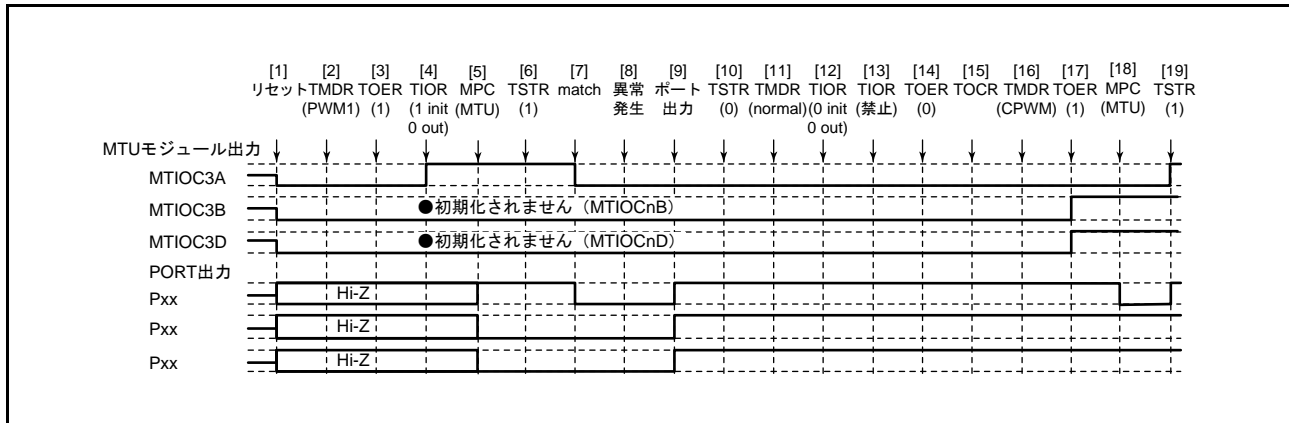 [1] [2] [3] [4] [5] [6] [7] [8] [9] [10] [11] [12] [13] [14] [15] [16] [17] [18] [19]
リセット TMDR TOER TIOR MPC TSTR match 異常 ポート TSTR TMDR TIOR TIOR TOER TOCR TMDR TOER MPC TSTR
(PWM1) (1) (1 init (MTU) (1) 発生 出力 (0) (normal) (0 init (禁止) (0) (CPWM) (1) (MTU) (1)
0 out) 0 out)
MTUモジュール出力
MTIOC3A
MTIOC3B ●初期化されません（MTIOCnB）
MTIOC3D ●初期化されません（MTIOCnD）
PORT出力
Pxx Hi-Z
Pxx Hi-Z
Pxx Hi-Z